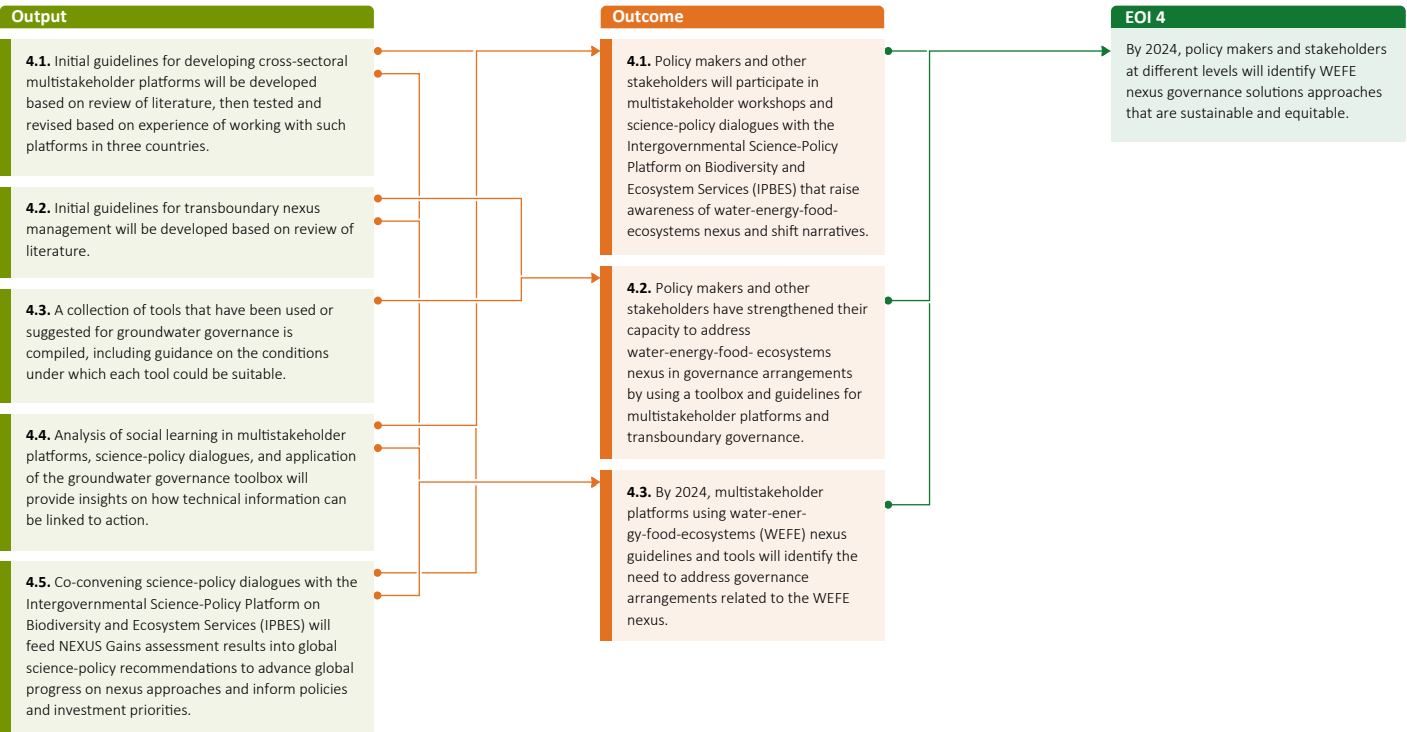 Output
4.1. Initial guidelines for developing cross-sectoral
multistakeholder platforms will be developed
based on review of literature, then tested and
revised based on experience of working with such
platforms in three countries.
4.2. Initial guidelines for transboundary nexus
management will be developed based on review of
literature.
4.3. A collection of tools that have been used or
suggested for groundwater governance is
compiled, including guidance on the conditions
under which each tool could be suitable.
4.4. Analysis of social learning in multistakeholder
platforms, science-policy dialogues, and application
of the groundwater governance toolbox will
provide insights on how technical information can
be linked to action.
4.5. Co-convening science-policy dialogues with the
Intergovernmental Science-Policy Platform on
Biodiversity and Ecosystem Services (IPBES) will
feed NEXUS Gains assessment results into global
science-policy recommendations to advance global
progress on nexus approaches and inform policies
and investment priorities.
Outcome
4.1. Policy makers and other
stakeholders will participate in
multistakeholder workshops and
science-policy dialogues with the
Intergovernmental Science-Policy
Platform on Biodiversity and
Ecosystem Services (IPBES) that raise
awareness of water-energy-food-
ecosystems nexus and shift narratives.
4.2. Policy makers and other
stakeholders have strengthened their
capacity to address
water-energy-food- ecosystems
nexus in governance arrangements
by using a toolbox and guidelines for
multistakeholder platforms and
transboundary governance.
4.3. By 2024, multistakeholder
platforms using water-ener-
gy-food-ecosystems (WEFE) nexus
guidelines and tools will identify the
need to address governance
arrangements related to the WEFE
nexus.
EOI 4
By 2024, policy makers and stakeholders
at different levels will identify WEFE
nexus governance solutions approaches
that are sustainable and equitable.